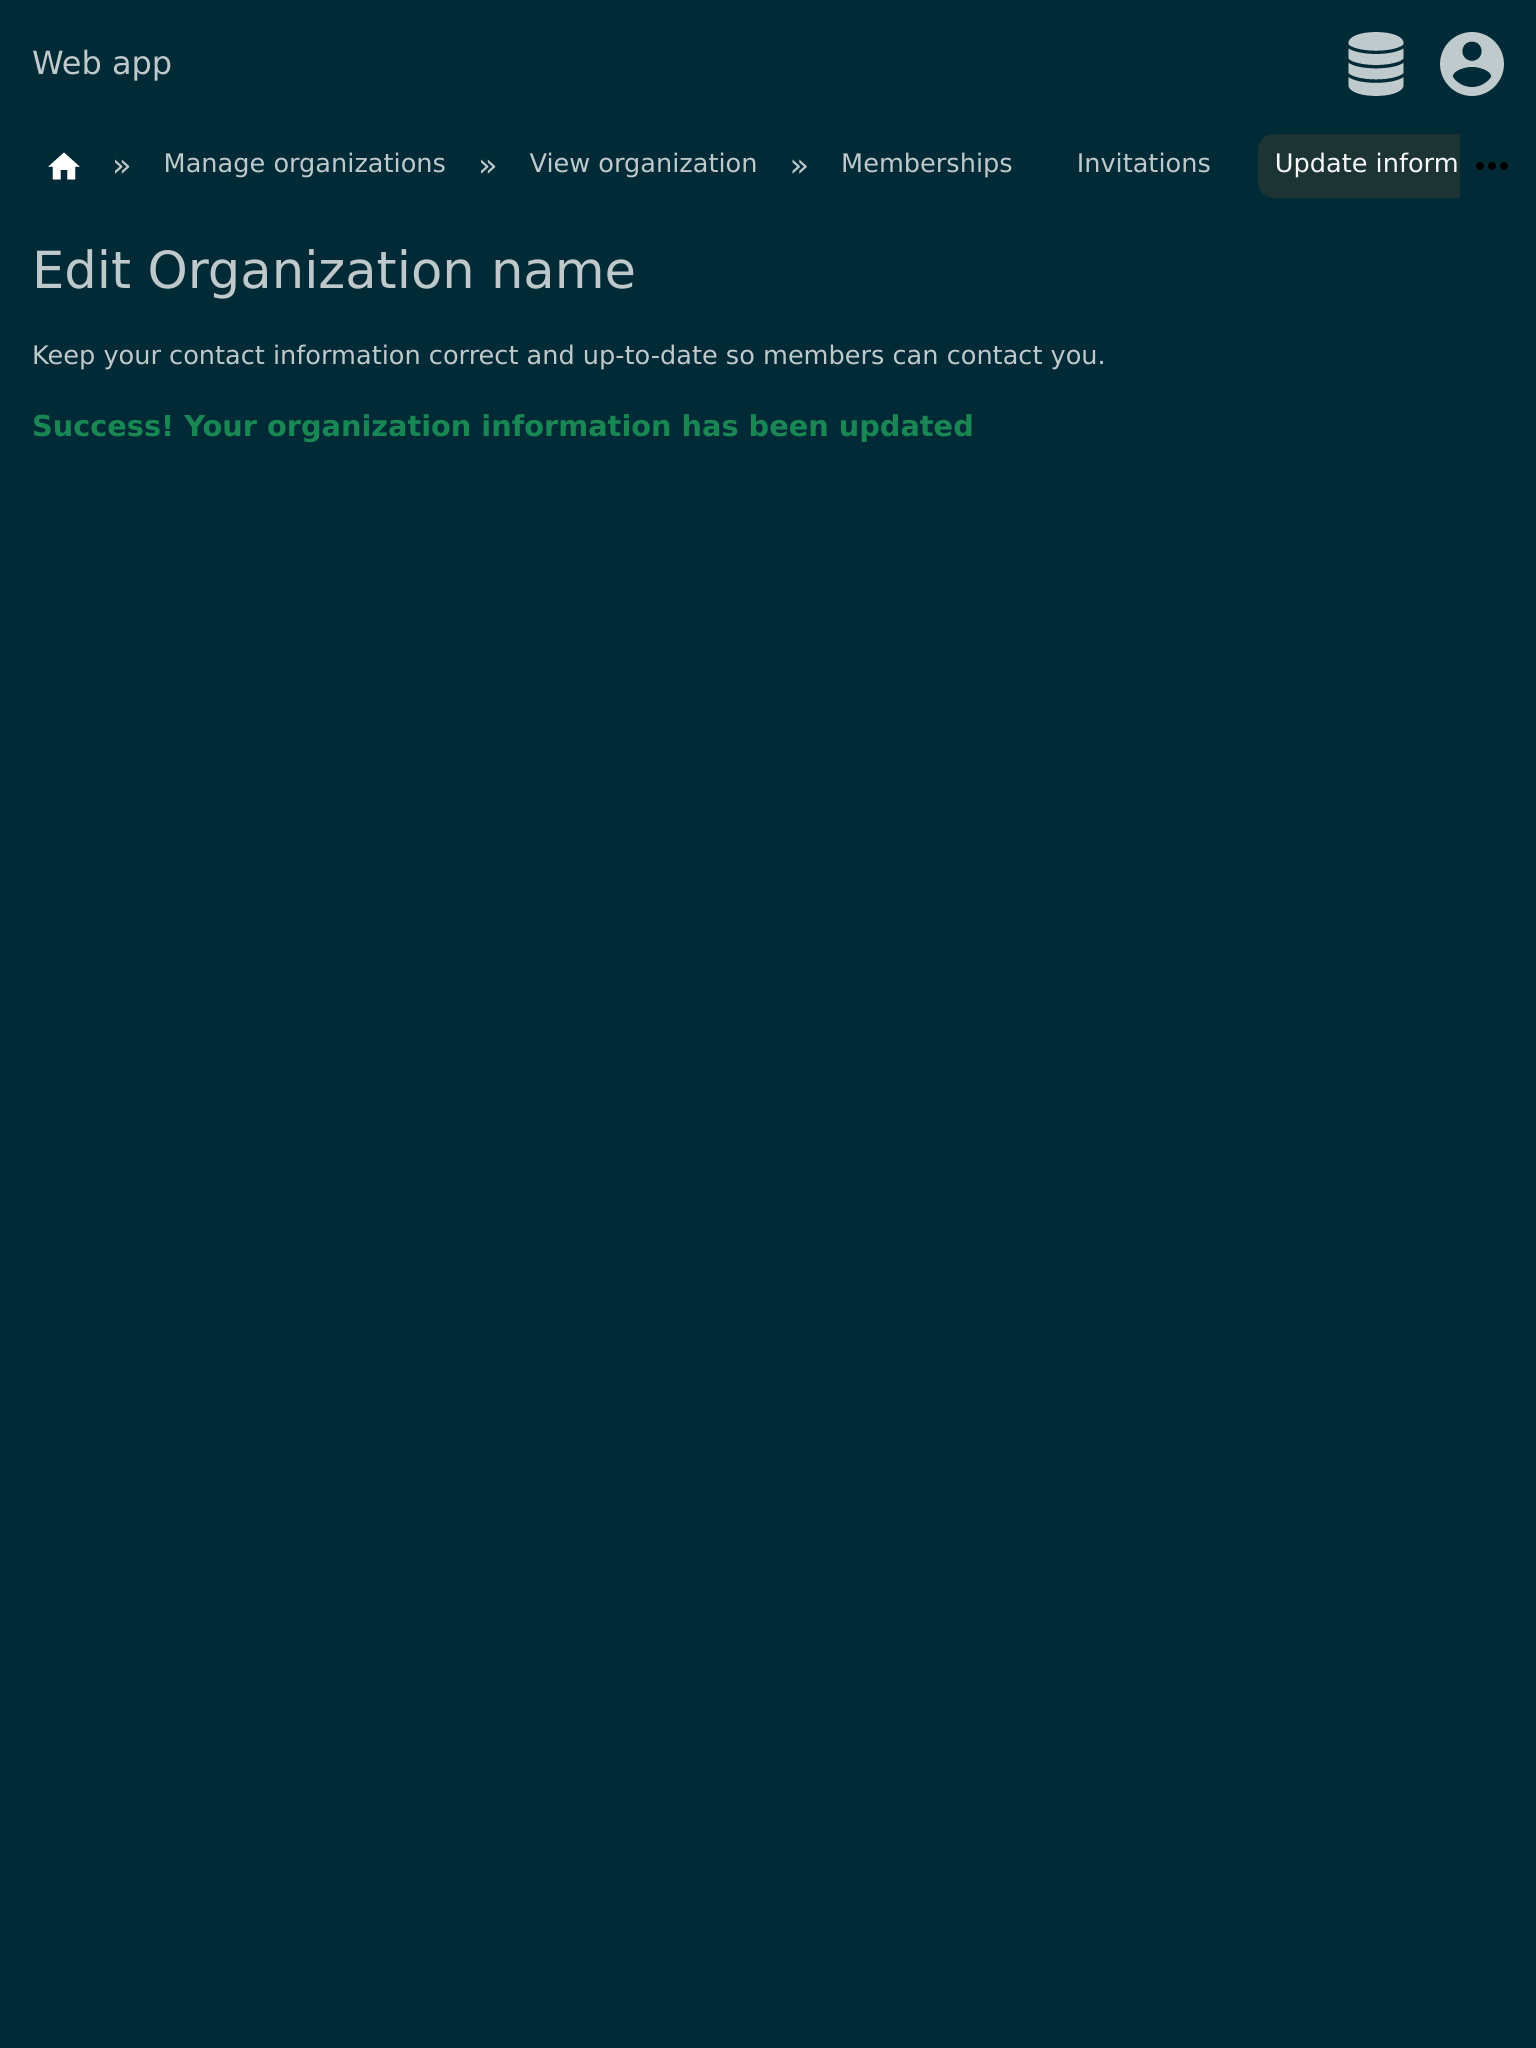 Web app
» Manage organizations » View organization » Memberships Invitations Update inform
Edit Organization name
Keep your contact information correct and up-to-date so members can contact you.
Success! Your organization information has been updated